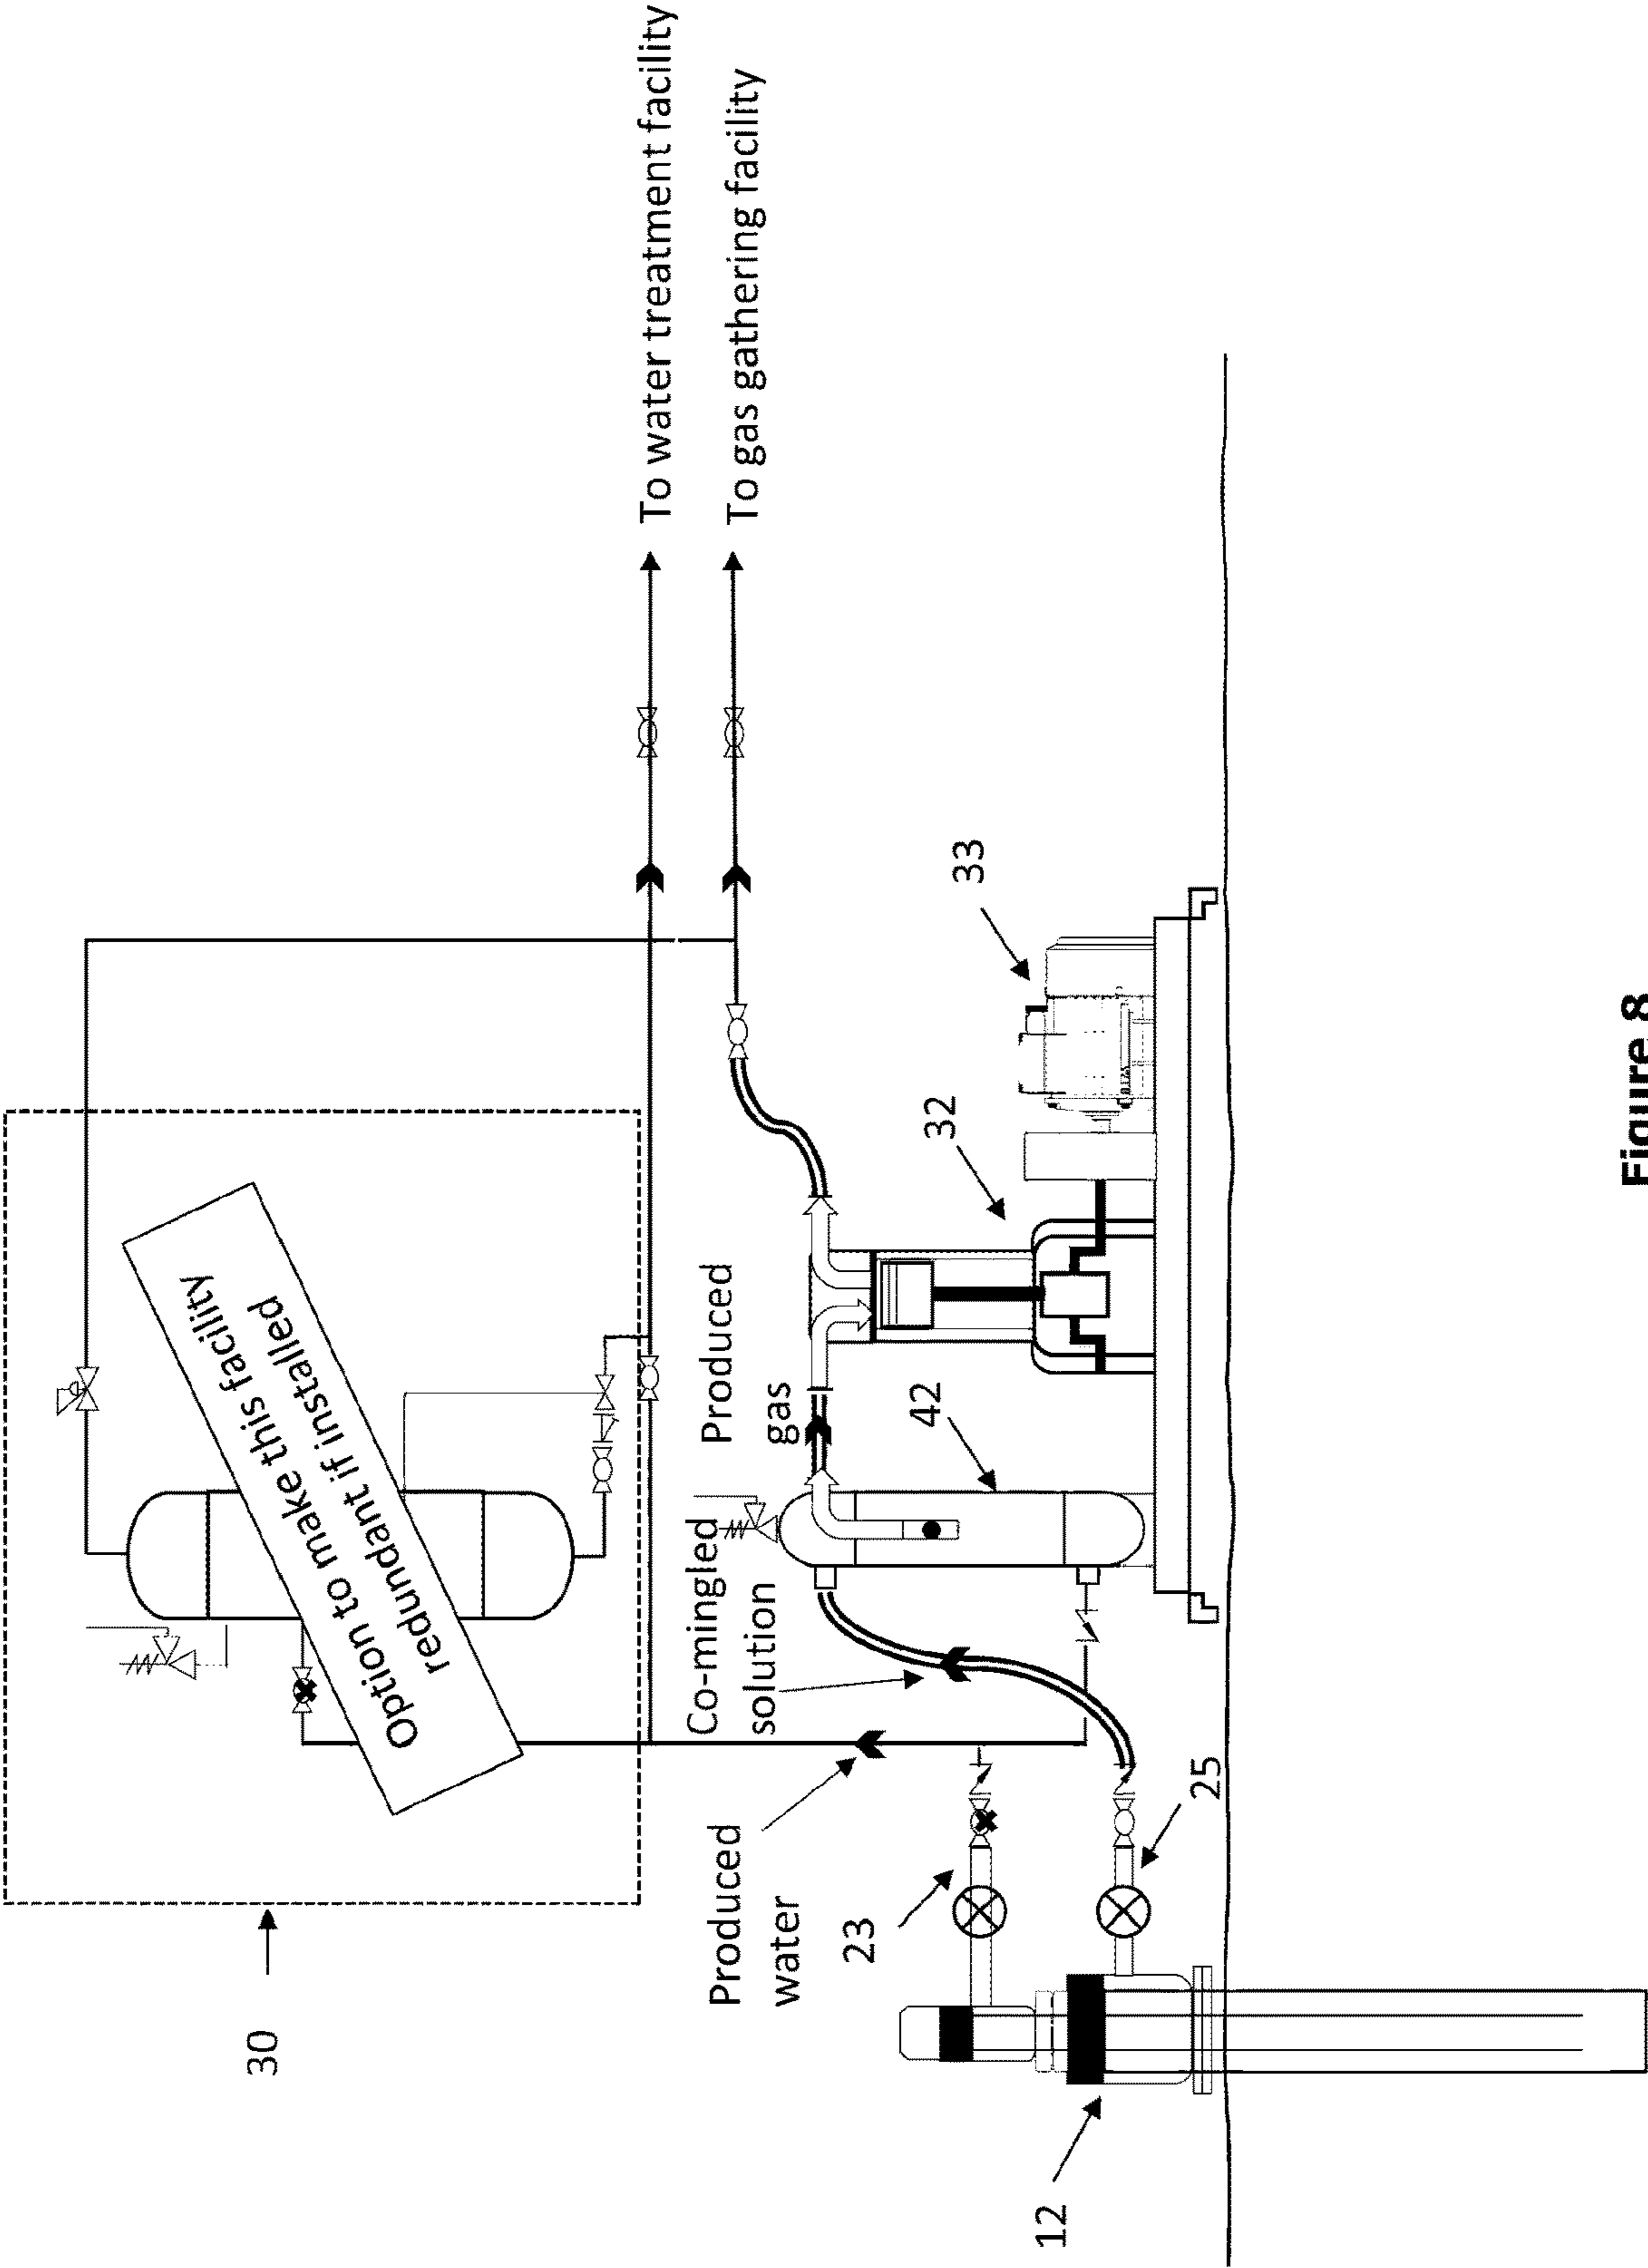 30
Option to make this facility
redundant if installed
To water treatment facility
To gas gathering facility
Produced
water
Co-mingled
solution
Produced
gas
23
42
32
33
12
25
Figure 8